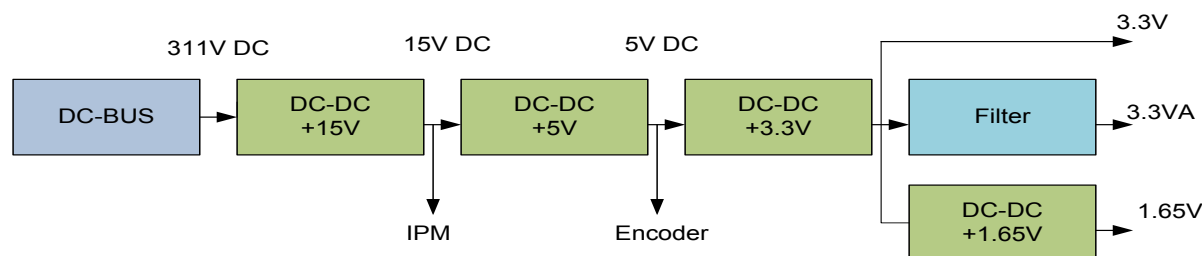 3.3V
311V DC
15V DC
5V DC
DC-BUS
DC-DC
+15V
DC-DC
+5V
DC-DC
+3.3V
Filter
3.3VA
IPM
Encoder
DC-DC
+1.65V
1.65V